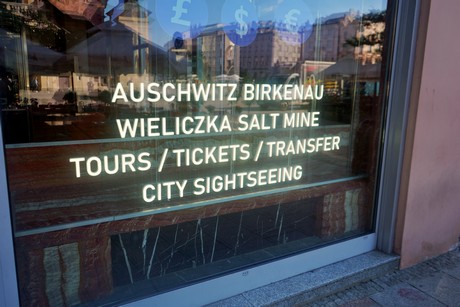 £ $ €
AUSCHWITZ BIRKENAU
WIELICZKA SALT MINE
TOURS / TICKETS / TRANSFER
CITY SIGHTSEEING